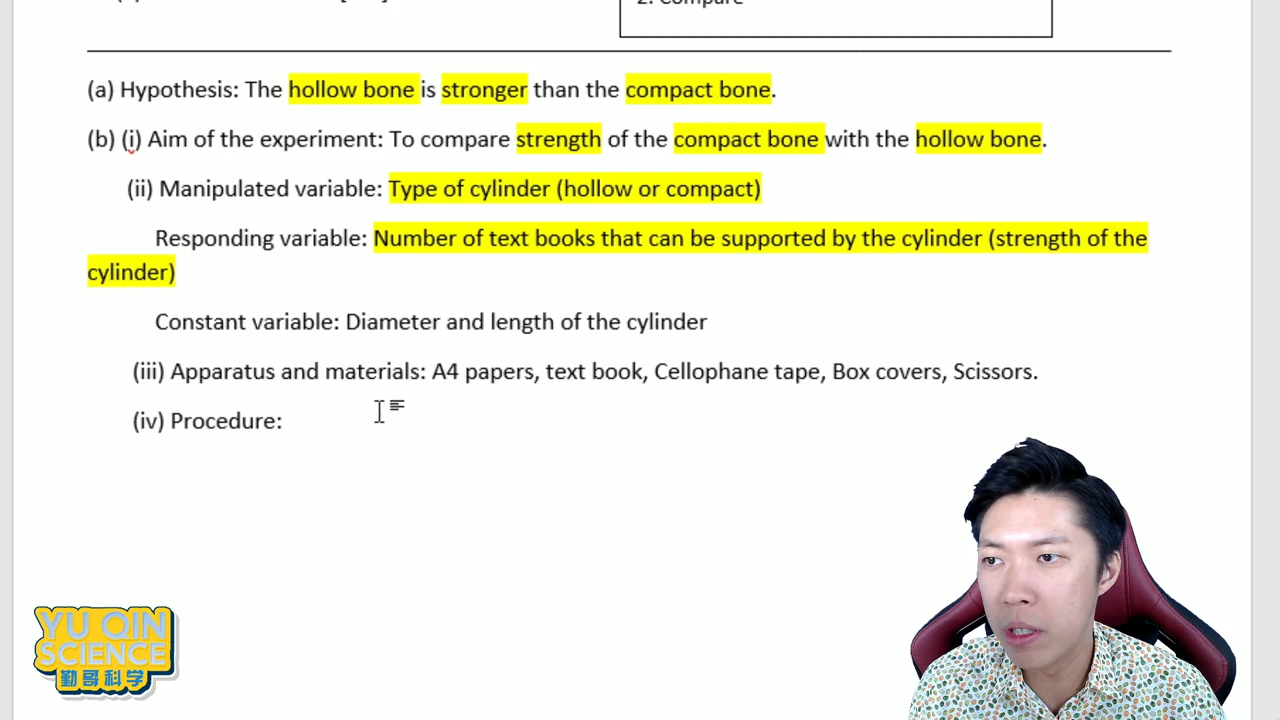 2. Compare
(a) Hypothesis: The hollow bone is stronger than the compact bone.
(b) (i) Aim of the experiment: To compare strength of the compact bone with the hollow bone.
(ii) Manipulated variable: Type of cylinder (hollow or compact)
Responding variable: Number of text books that can be supported by the cylinder (strength of the
cylinder)
Constant variable: Diameter and length of the cylinder
(iii) Apparatus and materials: A4 papers, text book, Cellophane tape, Box covers, Scissors.
(iv) Procedure:
YU QIN
SCIENCE
勤哥科学